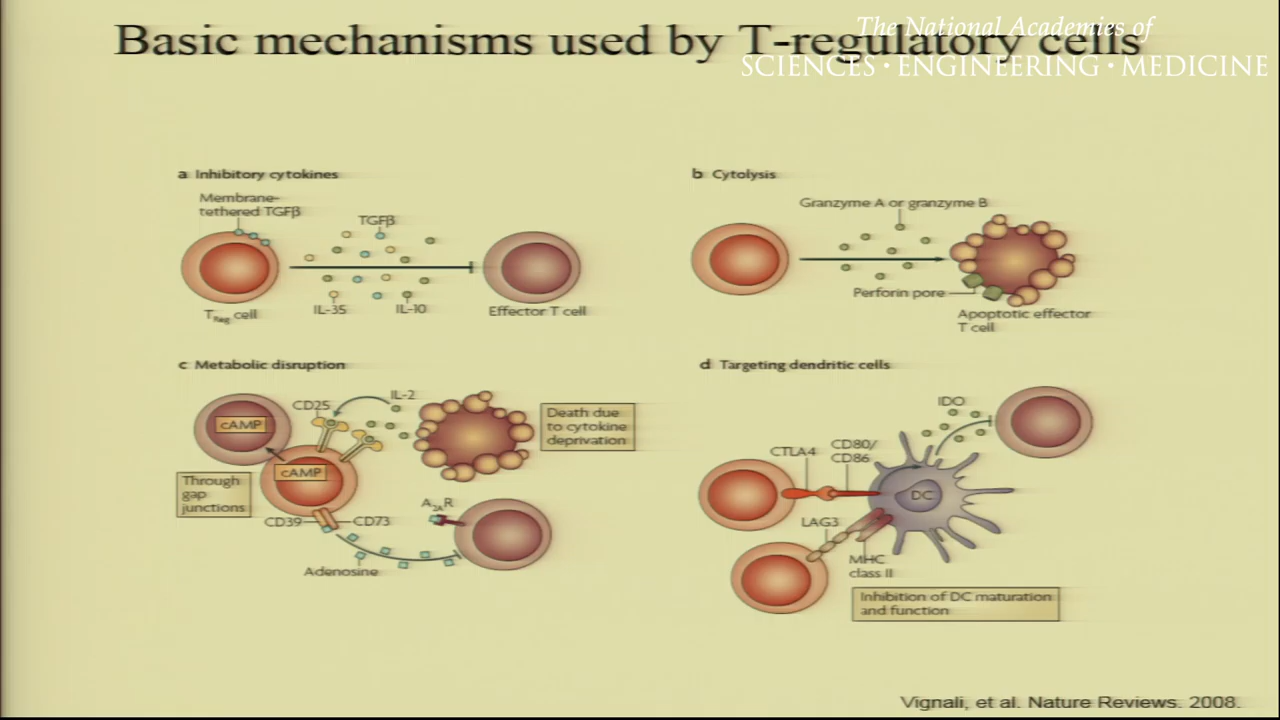 Basic mechanisms used by T-regulatory cells
The National Academies of
SCIENCES · ENGINEERING · MEDICINE
a Inhibitory cytokines
Membrane-
tethered TGFβ
TGFβ
IL-35
IL-10
TReg cell
Effector T cell
b Cytolysis
Granzyme A or granzyme B
Perforin pore
Apoptotic effector
T cell
c Metabolic disruption
IL-2
CD25
cAMP
cAMP
Death due
to cytokine
deprivation
Through
gap
junctions
CD39
CD73
A2AR
Adenosine
d Targeting dendritic cells
IDO
CTLA4
CD80/
CD86
DC
LAG3
MHC
class II
Inhibition of DC maturation
and function
Vignali, et al. Nature Reviews. 2008.